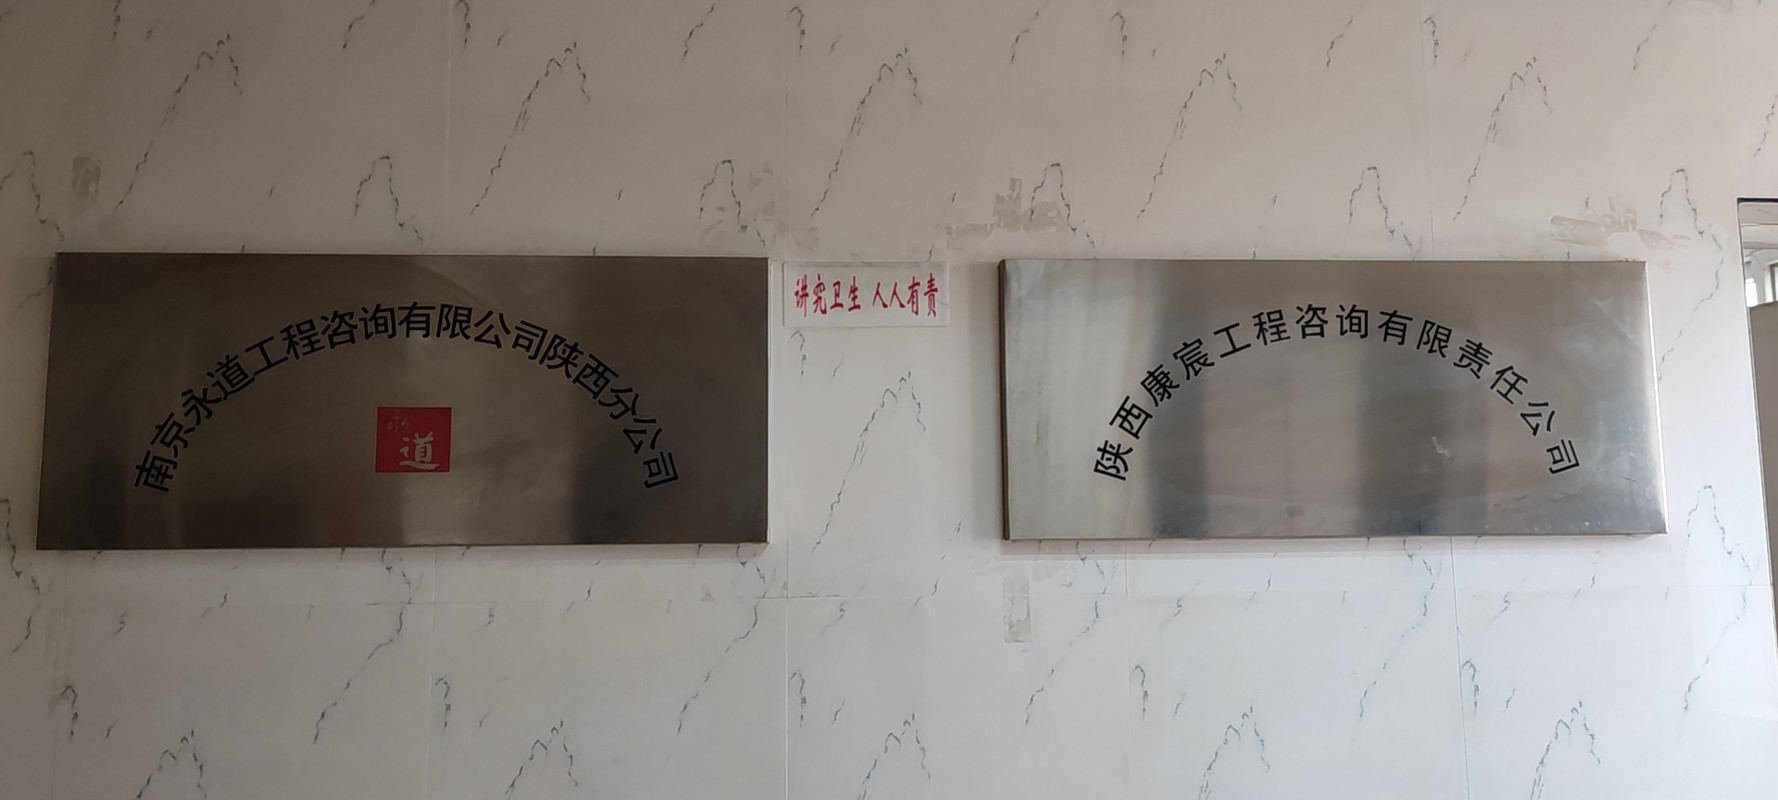 南京永道工程咨询有限公司陕西分公司
永
道
讲究卫生 人人有责
陕西康宸工程咨询有限责任公司